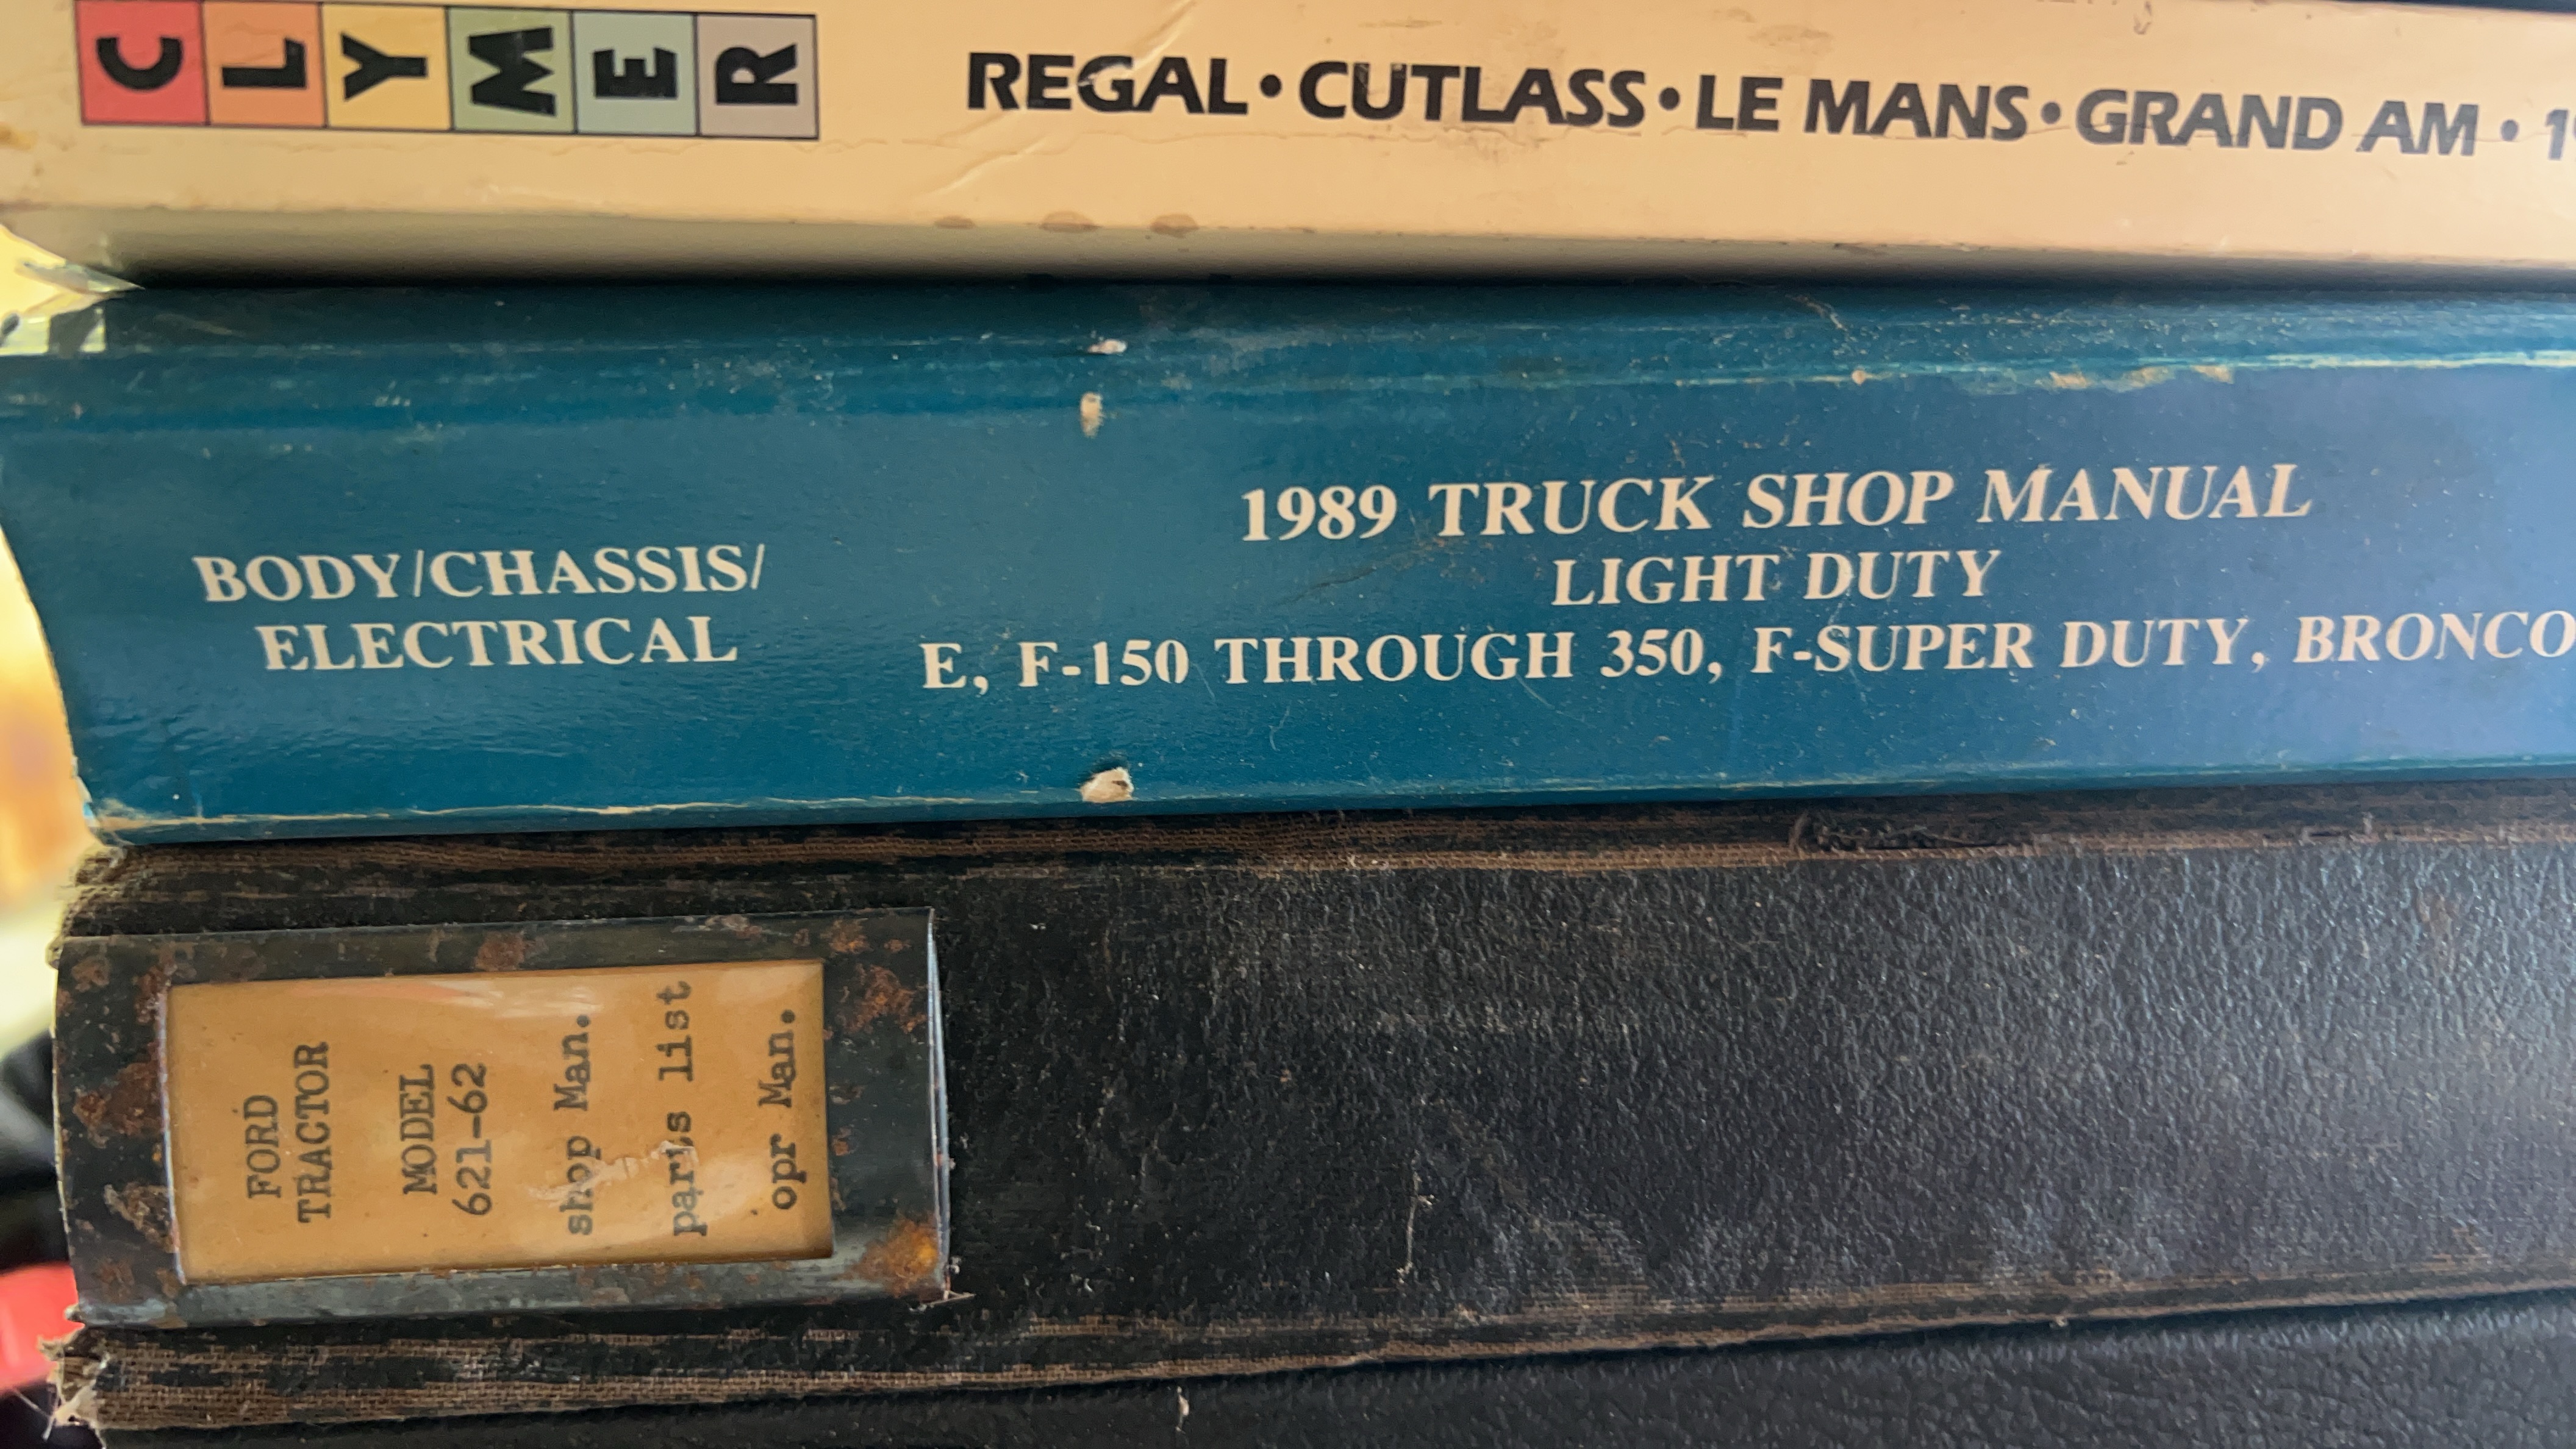 CLYMER
REGAL • CUTLASS • LE MANS • GRAND AM •
BODY/CHASSIS/
ELECTRICAL
1989 TRUCK SHOP MANUAL
LIGHT DUTY
E, F-150 THROUGH 350, F-SUPER DUTY, BRONCO
FORD
TRACTOR
MODEL
621-62
shop Man.
parts list
opr Man.